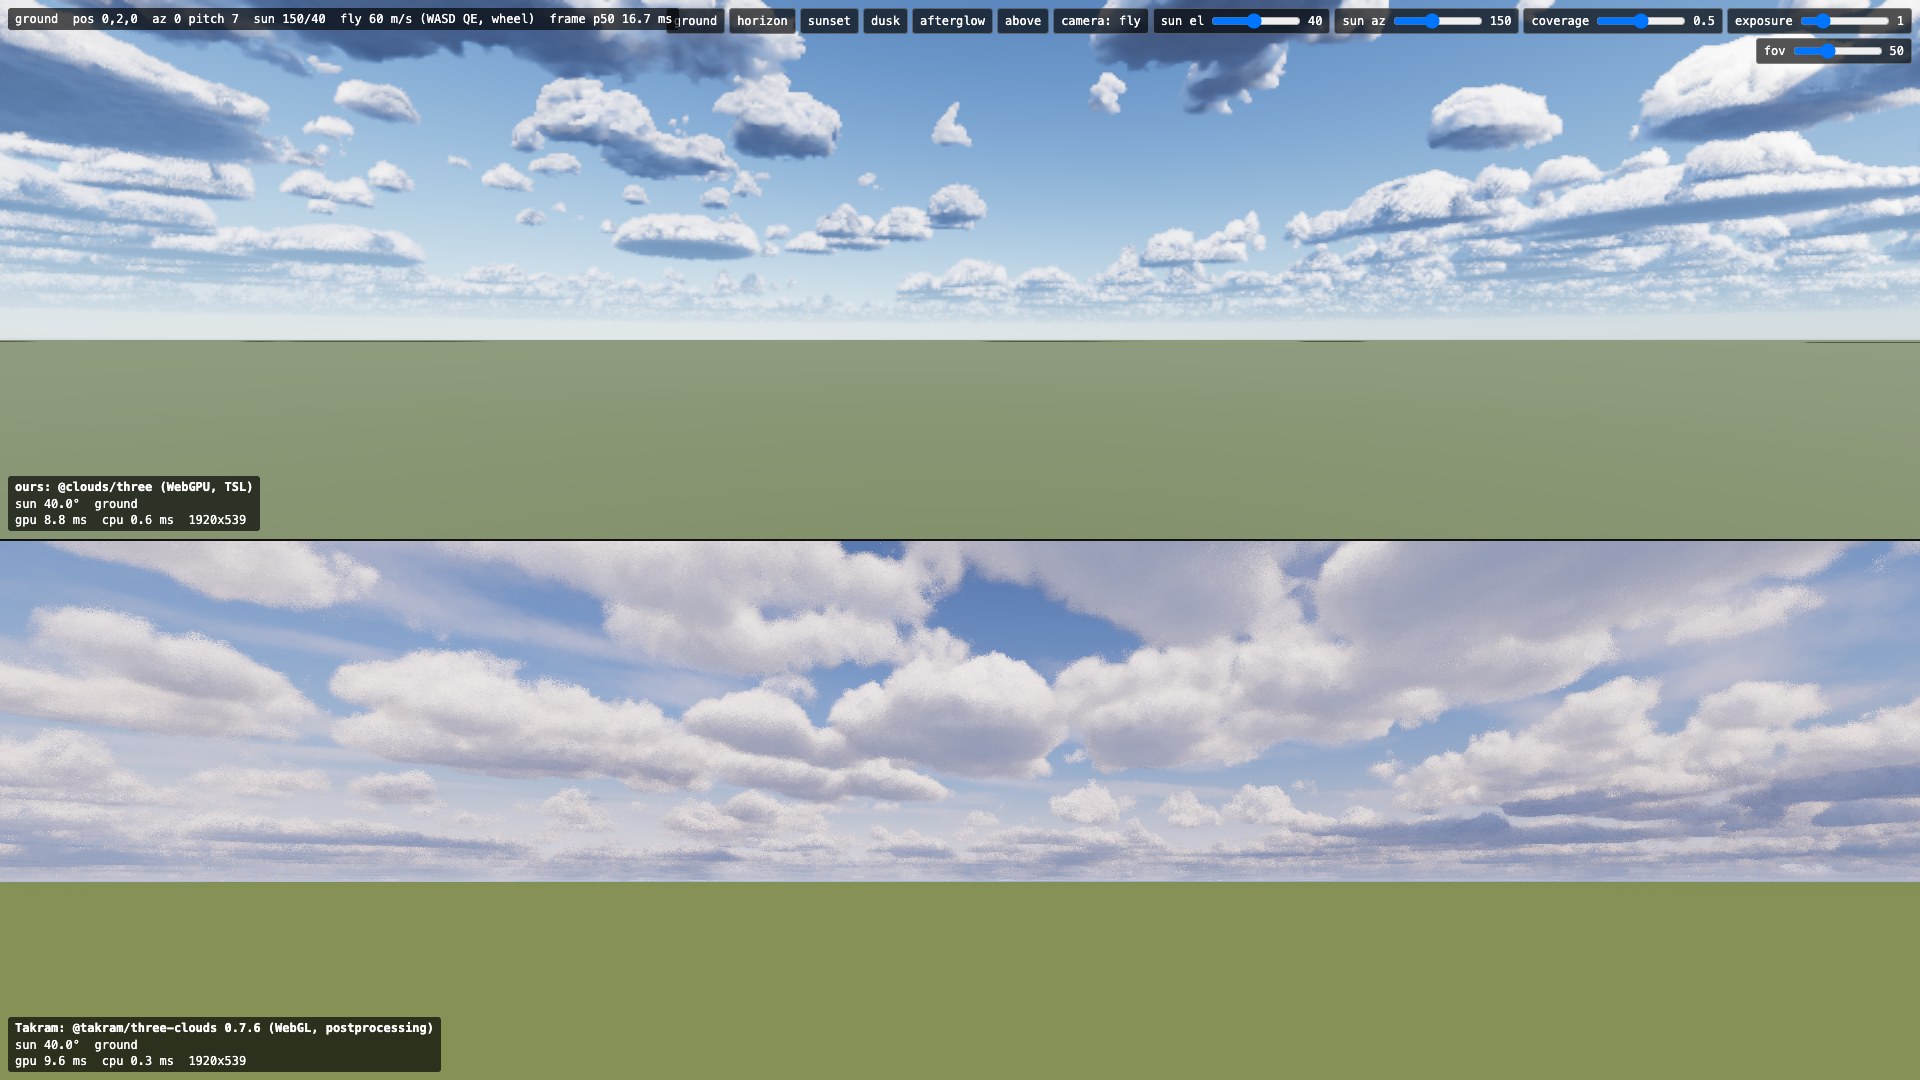 ground  pos 0,2,0  az 0 pitch 7  sun 150/40  fly 60 m/s (WASD QE, wheel)  frame p50 16.7 ms
ground horizon sunset dusk afterglow above camera: fly sun el 40 sun az 150 coverage 0.5 exposure 1
fov 50
ours: @clouds/three (WebGPU, TSL)
sun 40.0°  ground
gpu 8.8 ms  cpu 0.6 ms  1920x539
Takram: @takram/three-clouds 0.7.6 (WebGL, postprocessing)
sun 40.0°  ground
gpu 9.6 ms  cpu 0.3 ms  1920x539